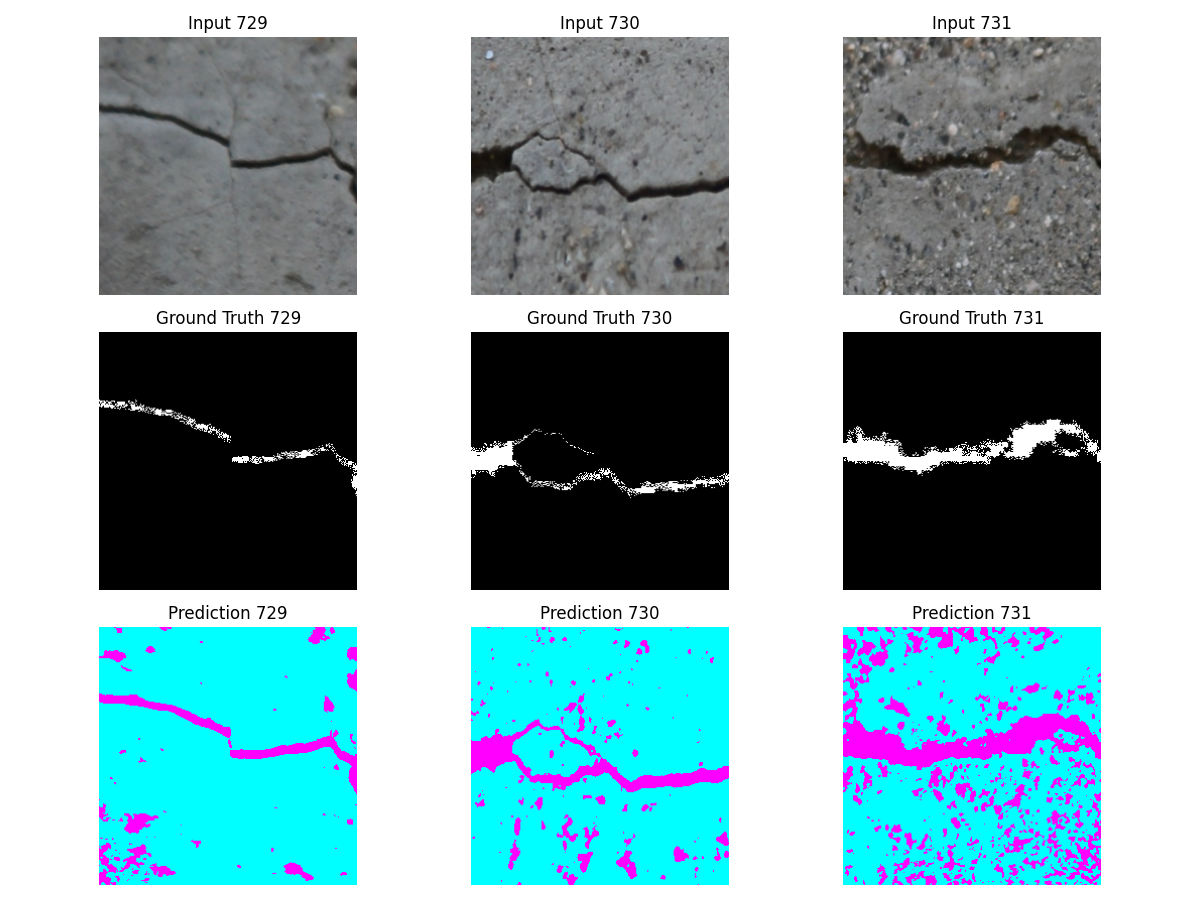 Input 729
Input 730
Input 731
Ground Truth 729
Ground Truth 730
Ground Truth 731
Prediction 729
Prediction 730
Prediction 731